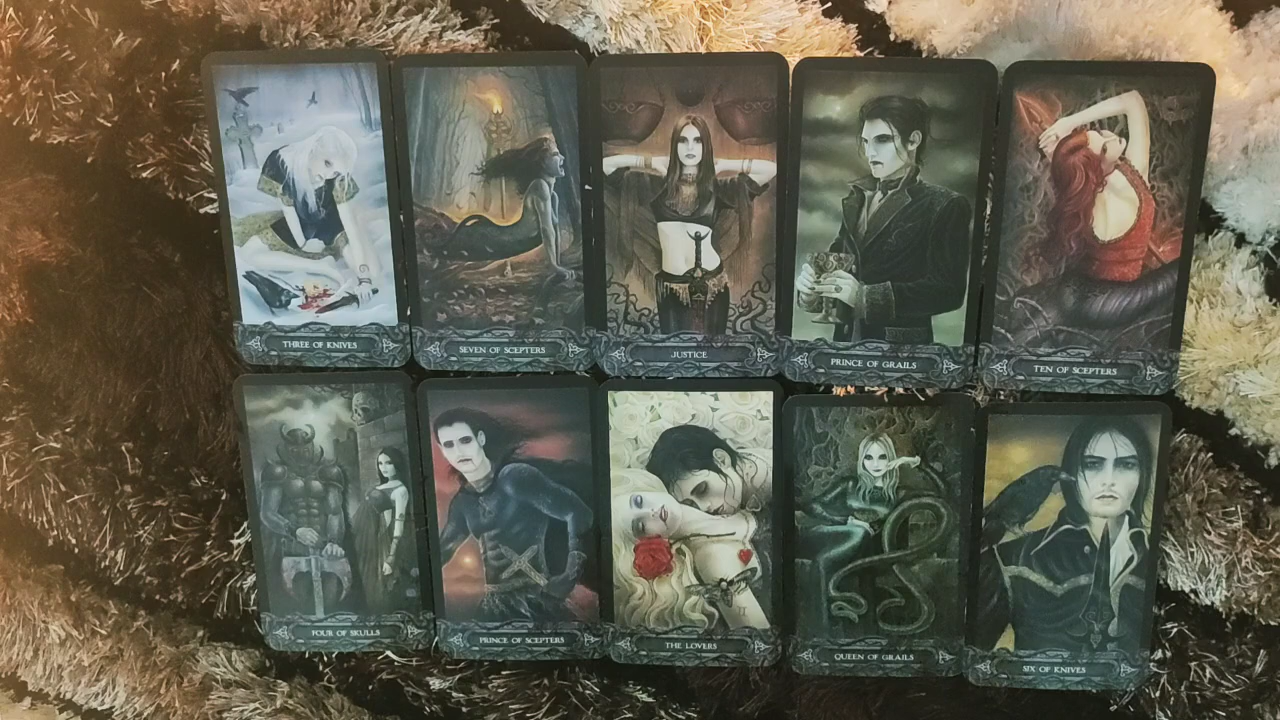 THREE OF KNIVES
SEVEN OF SCEPTERS
JUSTICE
PRINCE OF GRAILS
TEN OF SCEPTERS
FOUR OF SKULLS
PRINCE OF SCEPTERS
THE LOVERS
QUEEN OF GRAILS
SIX OF KNIVES